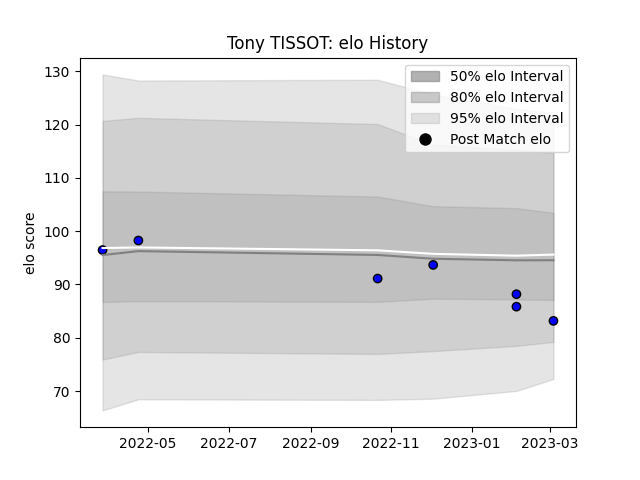 Tony TISSOT: elo History
130
120
110
100
90
80
70
elo score
50% elo Interval
80% elo Interval
95% elo Interval
Post Match elo
2022-05
2022-07
2022-09
2022-11
2023-01
2023-03